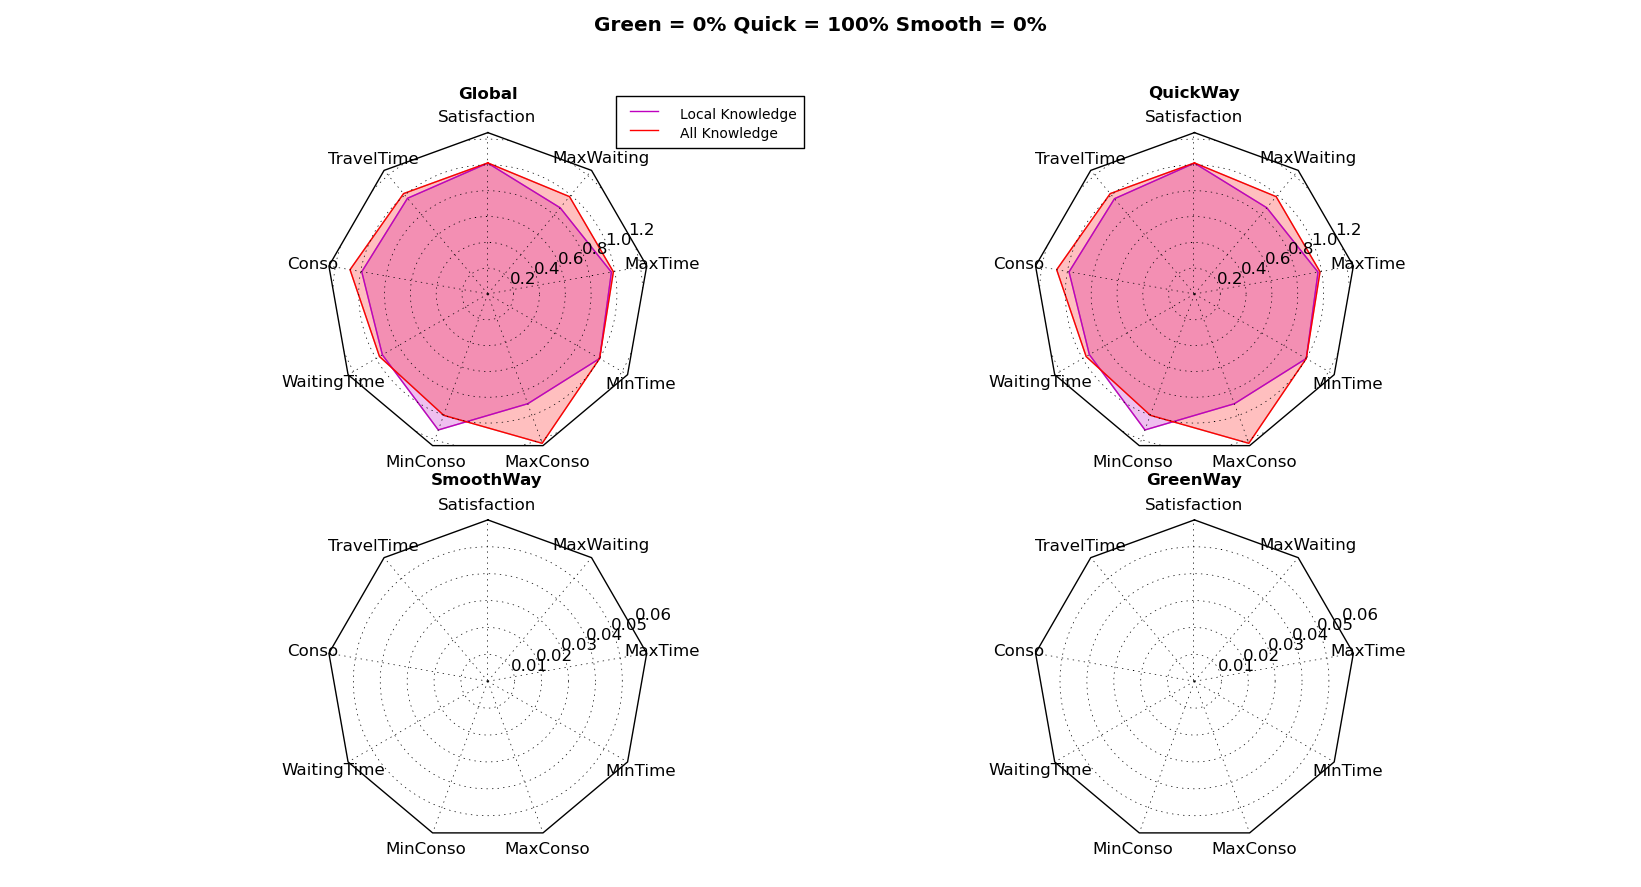 Green = 0% Quick = 100% Smooth = 0%
Global
Satisfaction
Local Knowledge
All Knowledge
TravelTime
MaxWaiting
1.2
1.0
0.8
0.6
0.4
0.2
Conso
MaxTime
WaitingTime
MinTime
MinConso
MaxConso
QuickWay
Satisfaction
TravelTime
MaxWaiting
1.2
1.0
0.8
0.6
0.4
0.2
Conso
MaxTime
WaitingTime
MinTime
MinConso
MaxConso
SmoothWay
Satisfaction
TravelTime
MaxWaiting
0.06
0.05
0.04
0.03
0.02
0.01
Conso
MaxTime
WaitingTime
MinTime
MinConso
MaxConso
GreenWay
Satisfaction
TravelTime
MaxWaiting
0.06
0.05
0.04
0.03
0.02
0.01
Conso
MaxTime
WaitingTime
MinTime
MinConso
MaxConso